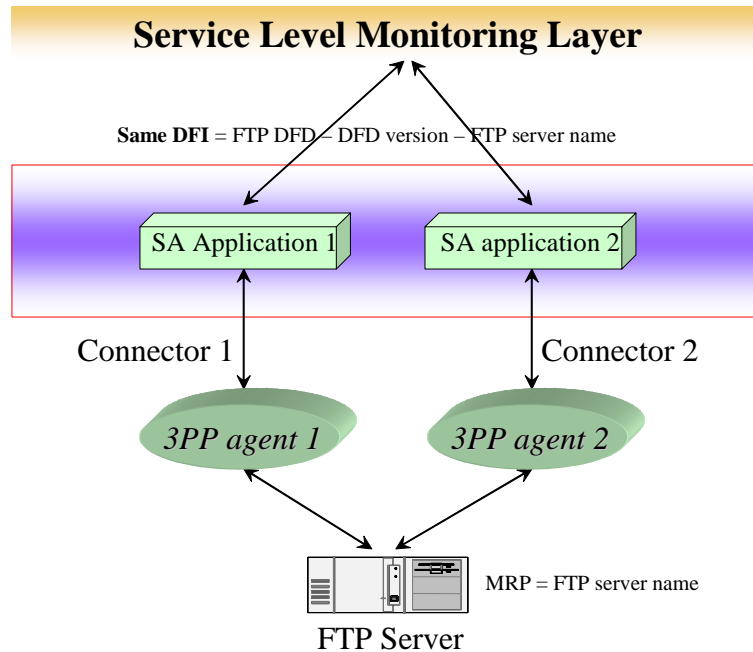 Service Level Monitoring Layer
Same DFI = FTP DFD – DFD version – FTP server name
SA Application 1
SA application 2
Connector 1
Connector 2
3PP agent 1
3PP agent 2
MRP = FTP server name
FTP Server